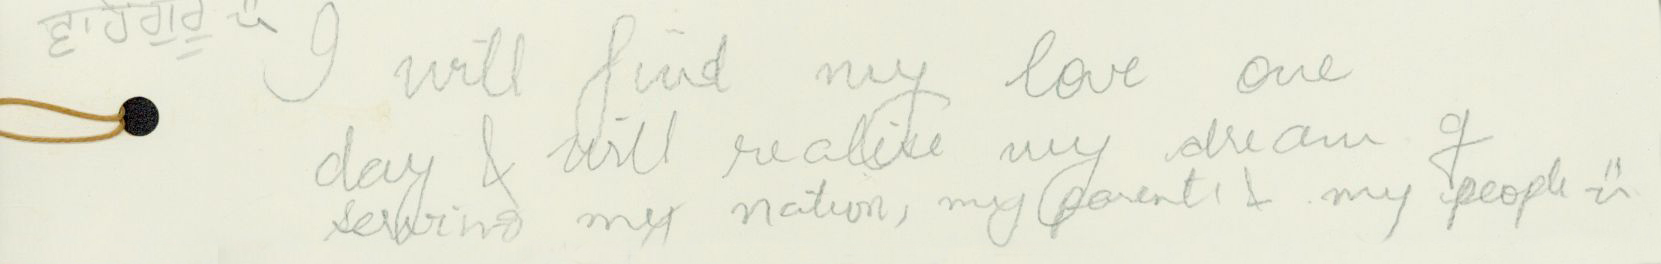 ਵਾਹੇਗੁਰੂ
I will find my love one
day & will realise my dream of
serving my nation, my parents & my people